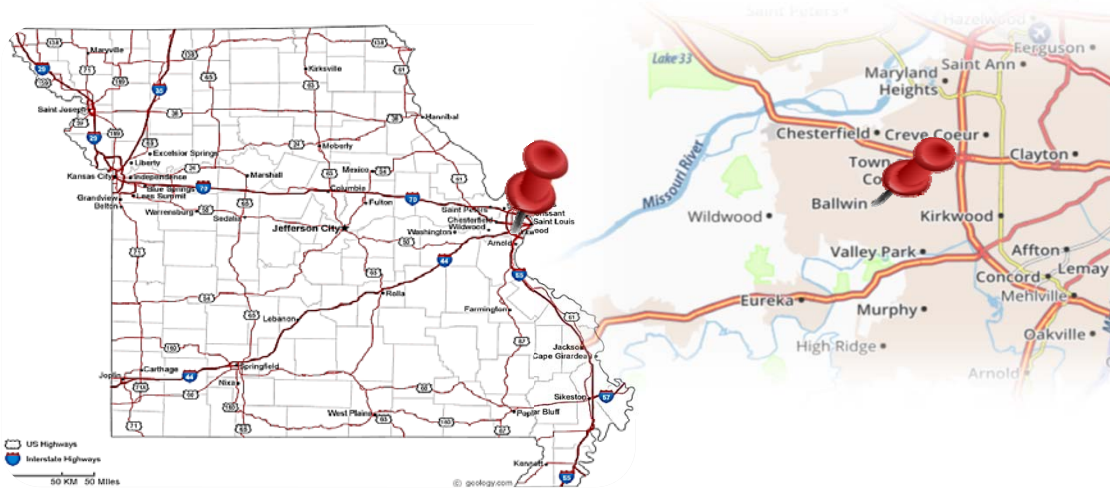 Maryville
Kirksville
Saint Joseph
Hannibal
Excelsior Springs
Moberly
Liberty
Kansas City
Independence
Marshall
Mexico
Blue Springs
Columbia
Lees Summit
Grandview
Belton
Warrensburg
Sedalia
Fulton
Saint Peters
Chesterfield
Wildwood
Saint Louis
Jefferson City
Washington
Arnold
Rolla
Farmington
Lebanon
Jackson
Cape Girardeau
Joplin
Carthage
Springfield
Nixa
Sikeston
West Plains
Poplar Bluff
Kennett
US Highways
Interstate Highways
50 KM 50 Miles
© geology.com
Saint Peters
Hazelwood
Ferguson
Lake 33
Saint Ann
Maryland
Heights
Chesterfield
Creve Coeur
Clayton
Town
Missouri River
Ballwin
Wildwood
Kirkwood
Valley Park
Affton
Concord
Lemay
Mehlville
Eureka
Murphy
High Ridge
Oakville
Arnold